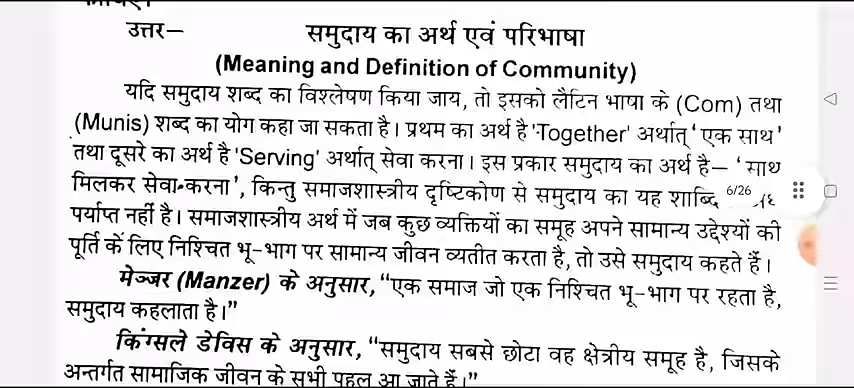 उत्तर— समुदाय का अर्थ एवं परिभाषा
(Meaning and Definition of Community)
यदि समुदाय शब्द का विश्लेषण किया जाय, तो इसको लैटिन भाषा के (Com) तथा
(Munis) शब्द का योग कहा जा सकता है। प्रथम का अर्थ है 'Together' अर्थात् 'एक साथ'
तथा दूसरे का अर्थ है 'Serving' अर्थात् सेवा करना। इस प्रकार समुदाय का अर्थ है— 'साथ
मिलकर सेवा-करना', किन्तु समाजशास्त्रीय दृष्टिकोण से समुदाय का यह 6/26
पर्याप्त नहीं है। समाजशास्त्रीय अर्थ में जब कुछ व्यक्तियों का समूह अपने सामान्य उद्देश्यों की
पूर्ति के लिए निश्चित भू-भाग पर सामान्य जीवन व्यतीत करता है, तो उसे समुदाय कहते हैं।
मेञ्जर (Manzer) के अनुसार, "एक समाज जो एक निश्चित भू-भाग पर रहता है,
समुदाय कहलाता है।"
किंग्सले डेविस के अनुसार, "समुदाय सबसे छोटा वह क्षेत्रीय समूह है, जिसके
अन्तर्गत सामाजिक जीवन के सभी पहलू आ जाते हैं।"